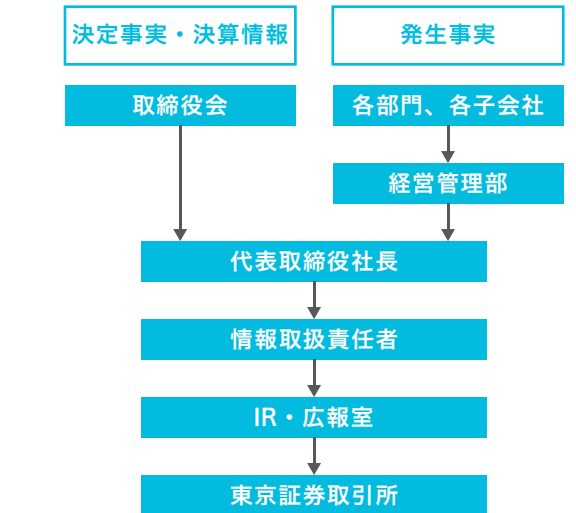 決定事実・決算情報
発生事実
取締役会
各部門、各子会社
経営管理部
代表取締役社長
情報取扱責任者
IR・広報室
東京証券取引所